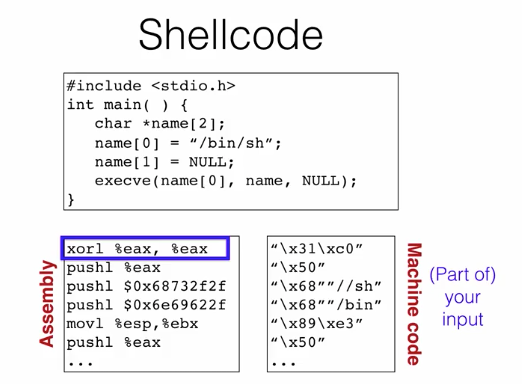 Shellcode
#include <stdio.h>
int main( ) {
char *name[2];
name[0] = “/bin/sh”;
name[1] = NULL;
execve(name[0], name, NULL);
}
Assembly
xorl %eax, %eax
pushl %eax
pushl $0x68732f2f
pushl $0x6e69622f
movl %esp,%ebx
pushl %eax
...
“\x31\xc0”
“\x50”
“\x68””//sh”
“\x68””/bin”
“\x89\xe3”
“\x50”
...
Machine code
(Part of)
your
input